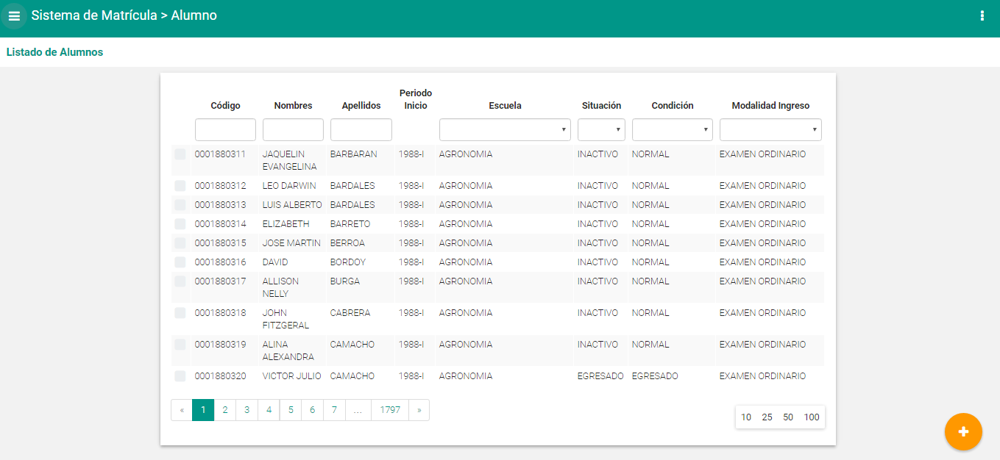 Sistema de Matrícula > Alumno
Listado de Alumnos
Código Nombres Apellidos Periodo Inicio Escuela Situación Condición Modalidad Ingreso
0001880311 JAQUELIN EVANGELINA BARBARAN 1988-I AGRONOMIA INACTIVO NORMAL EXAMEN ORDINARIO
0001880312 LEO DARWIN BARDALES 1988-I AGRONOMIA INACTIVO NORMAL EXAMEN ORDINARIO
0001880313 LUIS ALBERTO BARDALES 1988-I AGRONOMIA INACTIVO NORMAL EXAMEN ORDINARIO
0001880314 ELIZABETH BARRETO 1988-I AGRONOMIA INACTIVO NORMAL EXAMEN ORDINARIO
0001880315 JOSE MARTIN BERROA 1988-I AGRONOMIA INACTIVO NORMAL EXAMEN ORDINARIO
0001880316 DAVID BORDOY 1988-I AGRONOMIA INACTIVO NORMAL EXAMEN ORDINARIO
0001880317 ALLISON NELLY BURGA 1988-I AGRONOMIA INACTIVO NORMAL EXAMEN ORDINARIO
0001880318 JOHN FITZGERAL CABRERA 1988-I AGRONOMIA INACTIVO NORMAL EXAMEN ORDINARIO
0001880319 ALINA ALEXANDRA CAMACHO 1988-I AGRONOMIA INACTIVO NORMAL EXAMEN ORDINARIO
0001880320 VICTOR JULIO CAMACHO 1988-I AGRONOMIA EGRESADO EGRESADO EXAMEN ORDINARIO
« 1 2 3 4 5 6 7 ... 1797 »
10 25 50 100